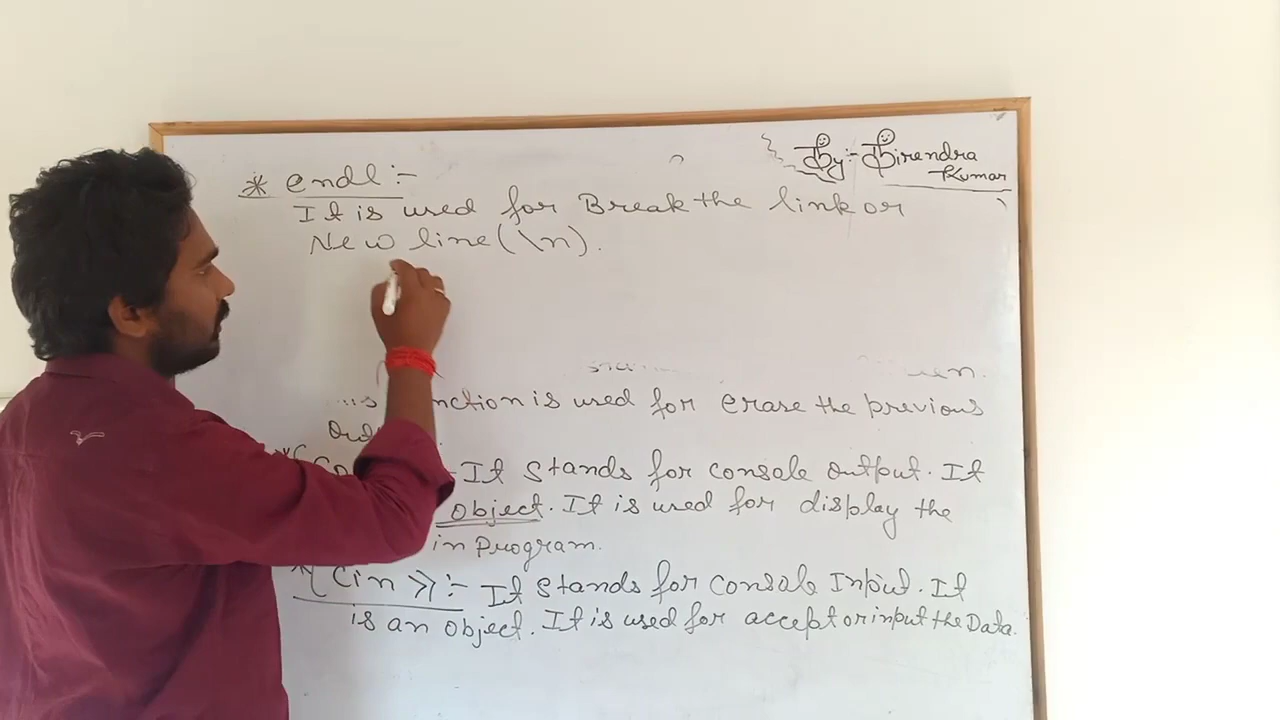 By:- Birendra
Kumar
* endl:-
It is used for Break the link or
New line(\n).
nction is used for erase the previous
It stands for console output. It
object. It is used for display the
in Program.
*( Cin >> :- It stands for Console Input. It
is an object. It is used for accept or input the Data.